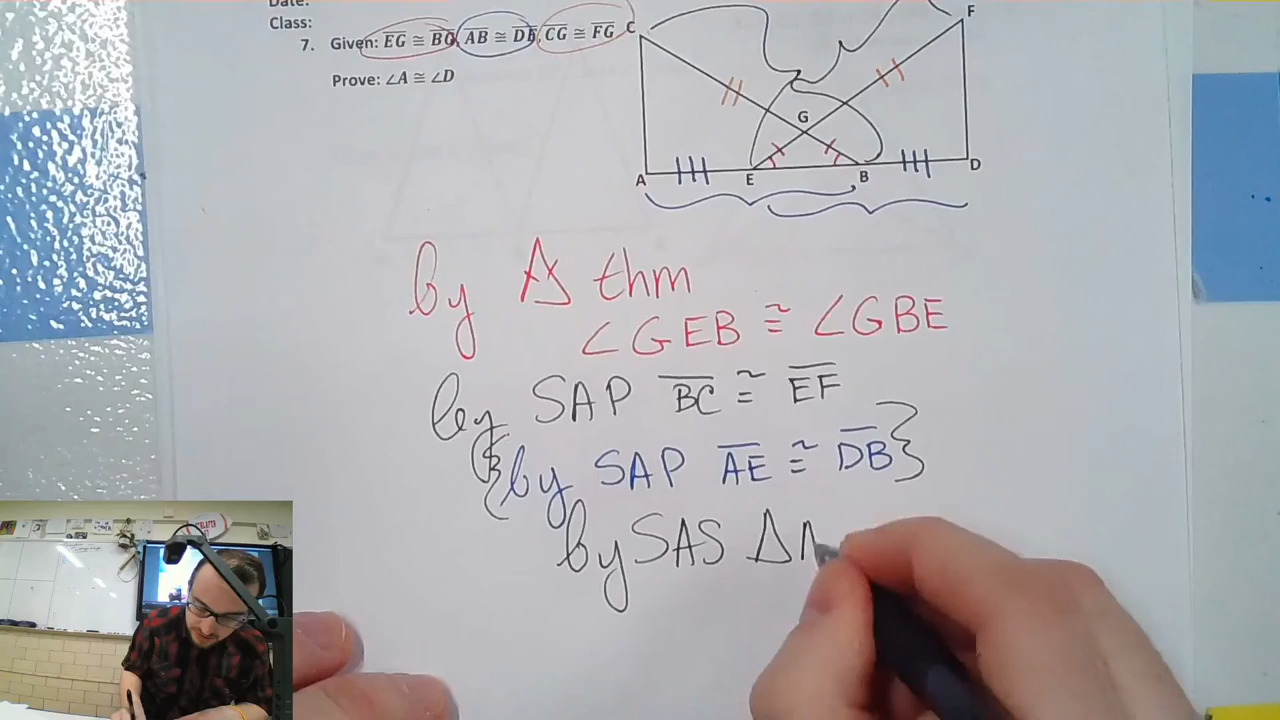 Date:
Class:
7. Given: EG ≅ BG, AB ≅ DE, CG ≅ FG
Prove: ∠A ≅ ∠D
C
F
G
A
E
B
D
by ⧋ thm
∠GEB ≅ ∠GBE
by SAP BC ≅ EF
by SAP AE ≅ DB
by SAS Δ